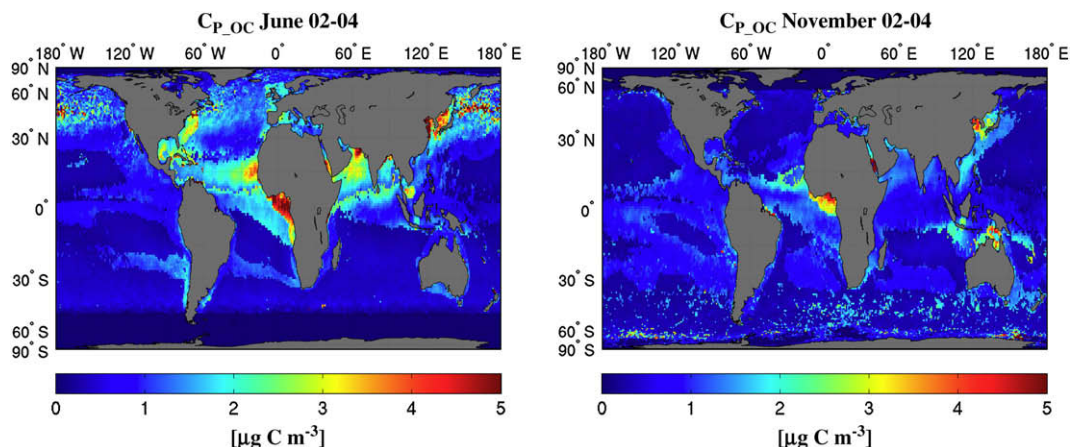 C_P_OC June 02-04
180° W 120° W 60° W 0° 60° E 120° E 180° E
90° N
60° N
30° N
0°
30° S
60° S
90° S
0 1 2 3 4 5
[µg C m⁻³]
C_P_OC November 02-04
180° W 120° W 60° W 0° 60° E 120° E 180° E
90° N
60° N
30° N
0°
30° S
60° S
90° S
0 1 2 3 4 5
[µg C m⁻³]